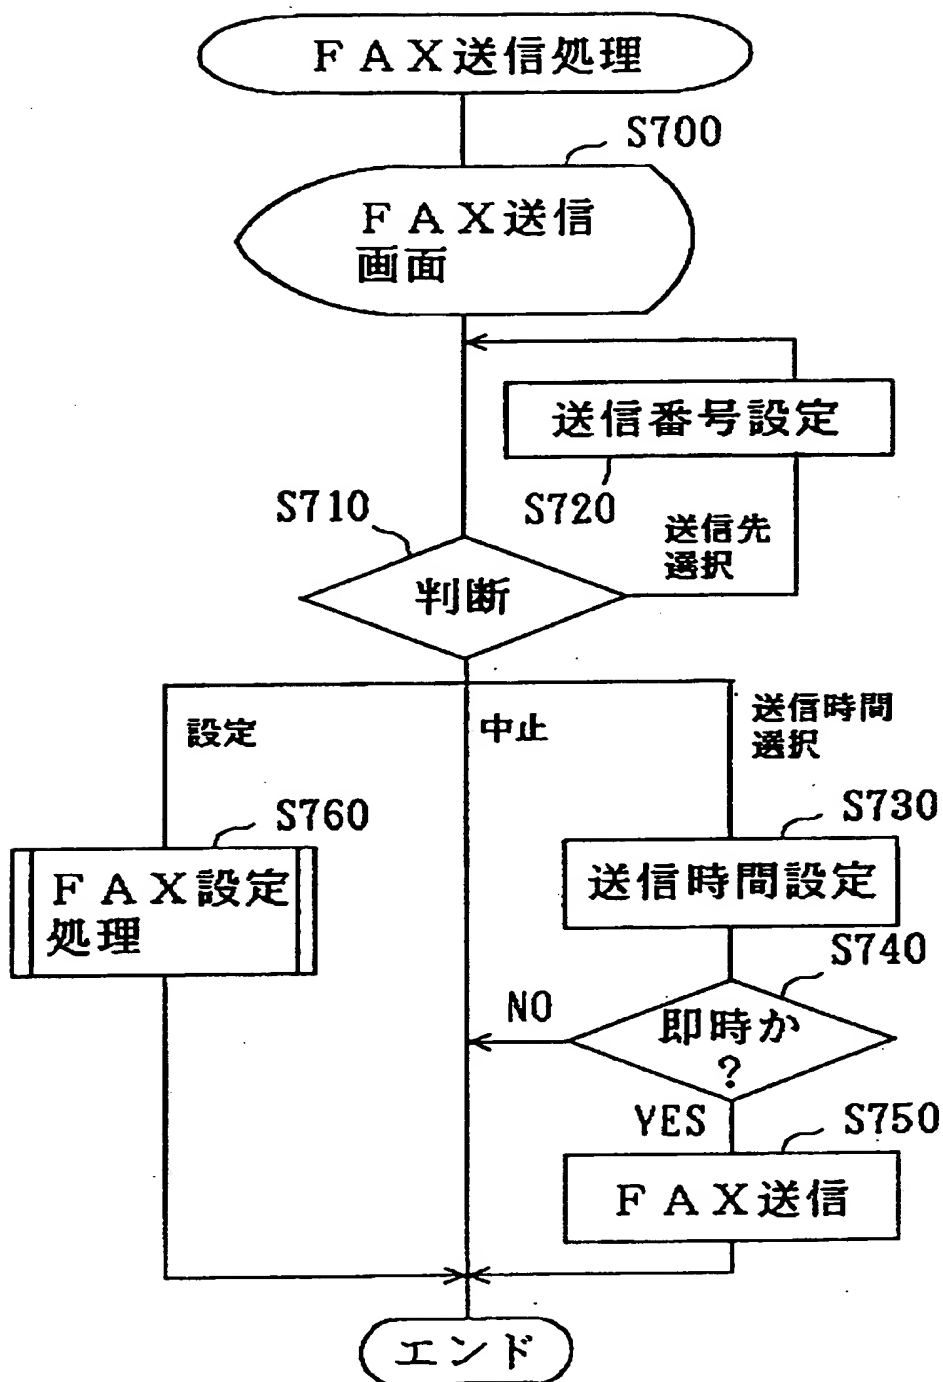 ＦＡＸ送信処理
S700
ＦＡＸ送信
画面
送信番号設定
S720
S710
送信先
選択
判断
設定
中止
送信時間
選択
S760
S730
ＦＡＸ設定
処理
送信時間設定
S740
NO
即時か
？
YES
S750
ＦＡＸ送信
エンド